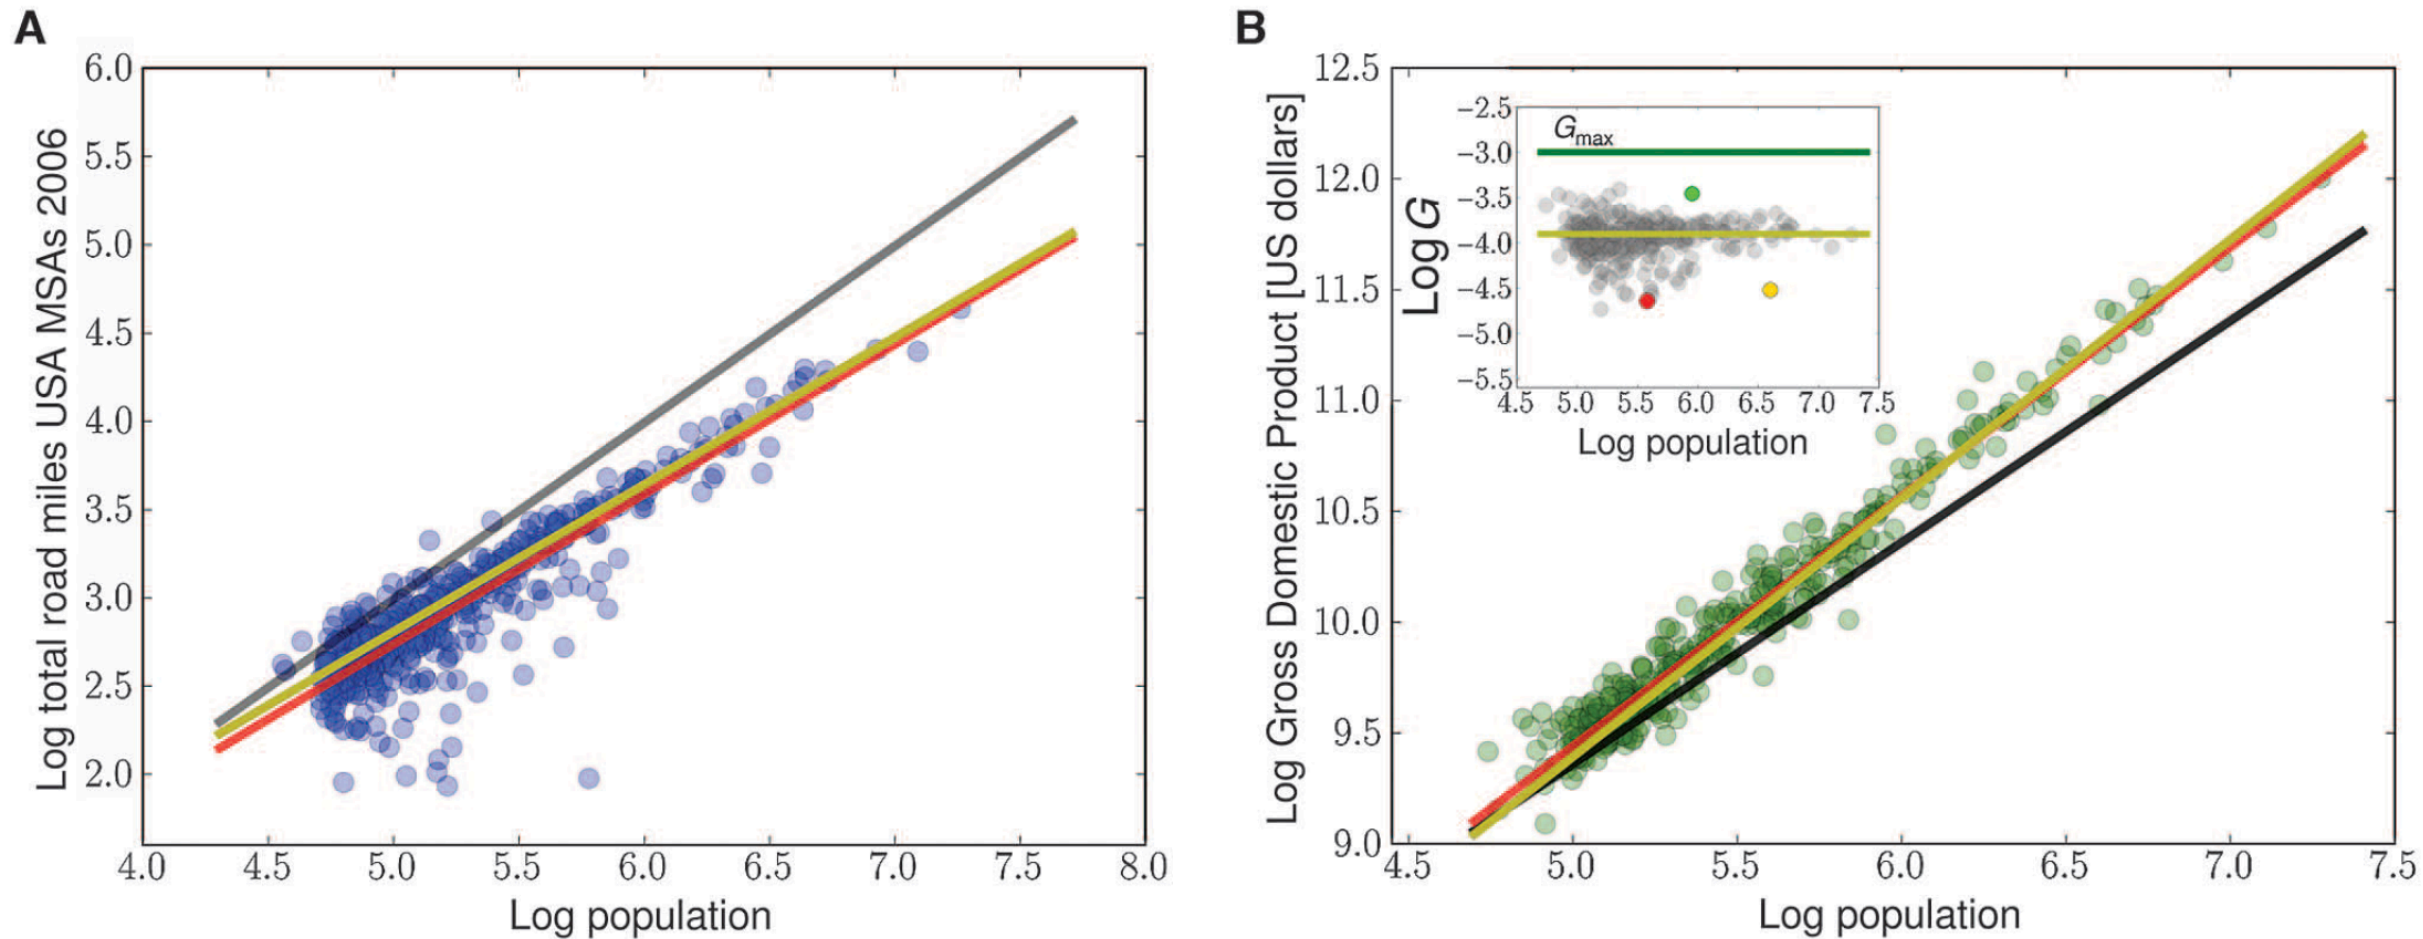 A
Log total road miles USA MSAs 2006
6.0
5.5
5.0
4.5
4.0
3.5
3.0
2.5
2.0
4.0 4.5 5.0 5.5 6.0 6.5 7.0 7.5 8.0
Log population
B
Log Gross Domestic Product [US dollars]
12.5
12.0
11.5
11.0
10.5
10.0
9.5
9.0
4.5 5.0 5.5 6.0 6.5 7.0 7.5
Log population
Log G
−2.5
−3.0
−3.5
−4.0
−4.5
−5.0
−5.5
Gmax
4.5 5.0 5.5 6.0 6.5 7.0 7.5
Log population